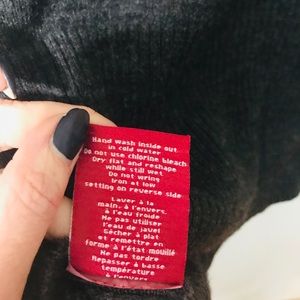 Hand wash inside out.
in cold water
Do not use chlorine bleach
Dry flat and reshape
while still wet
Do not wring
Iron at low
setting on reverse side
Laver à la
main, à l'envers,
à l'eau froide
Ne pas utiliser
l'eau de javel
Sécher à plat
et remettre en
forme à l'état mouillé
Ne pas tordre
Repasser à basse
température
à l'envers